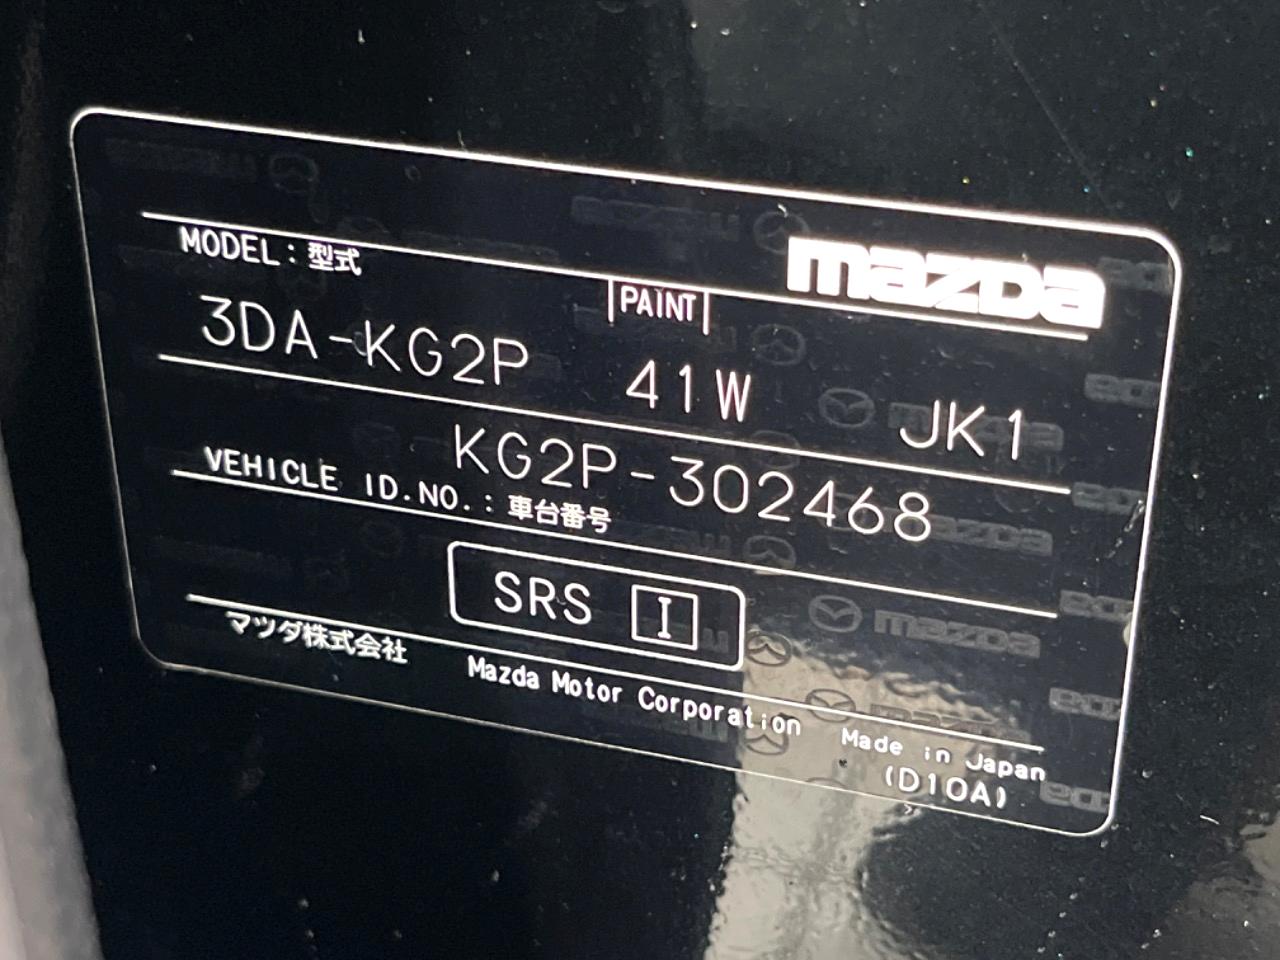 mazda
MODEL:型式
PAINT
3DA-KG2P 41W JK1
KG2P-302468
VEHICLE ID.NO.:車台番号
SRS I
マツダ株式会社 Mazda Motor Corporation Made in Japan
(D10A)